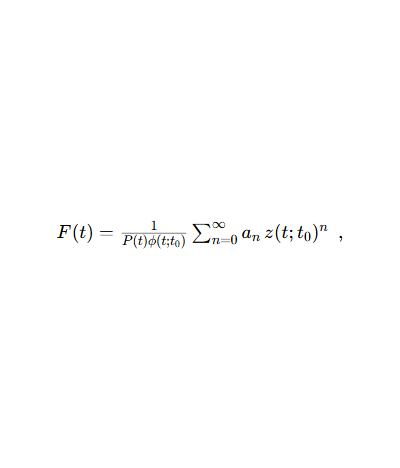 F(t) = \frac{1}{P(t)\phi(t;t_0)} \sum_{n=0}^{\infty} a_n z(t;t_0)^n ,